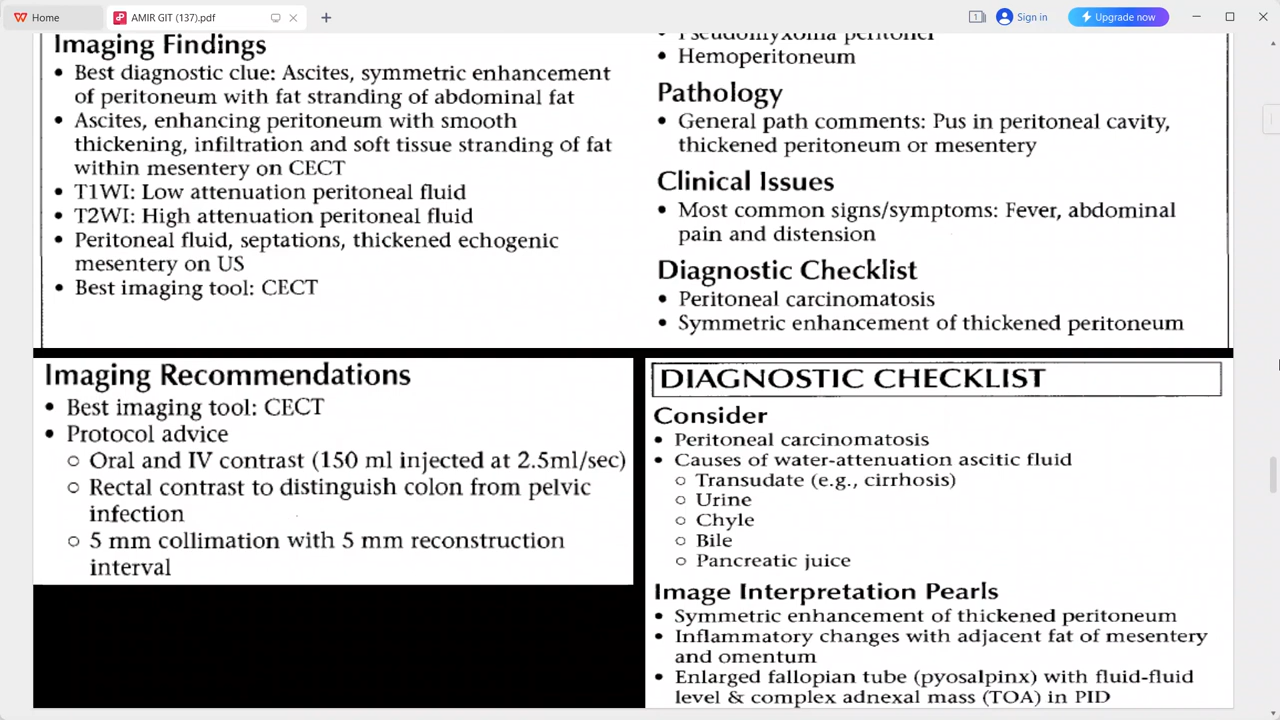 Home
AMIR GIT (137).pdf
1
Sign in
Upgrade now
Imaging Findings
• Best diagnostic clue: Ascites, symmetric enhancement
of peritoneum with fat stranding of abdominal fat
• Ascites, enhancing peritoneum with smooth
thickening, infiltration and soft tissue stranding of fat
within mesentery on CECT
• T1WI: Low attenuation peritoneal fluid
• T2WI: High attenuation peritoneal fluid
• Peritoneal fluid, septations, thickened echogenic
mesentery on US
• Best imaging tool: CECT
• Pseudomyxoma peritonei
• Hemoperitoneum
Pathology
• General path comments: Pus in peritoneal cavity,
thickened peritoneum or mesentery
Clinical Issues
• Most common signs/symptoms: Fever, abdominal
pain and distension
Diagnostic Checklist
• Peritoneal carcinomatosis
• Symmetric enhancement of thickened peritoneum
Imaging Recommendations
• Best imaging tool: CECT
• Protocol advice
○ Oral and IV contrast (150 ml injected at 2.5ml/sec)
○ Rectal contrast to distinguish colon from pelvic
infection
○ 5 mm collimation with 5 mm reconstruction
interval
DIAGNOSTIC CHECKLIST
Consider
• Peritoneal carcinomatosis
• Causes of water-attenuation ascitic fluid
○ Transudate (e.g., cirrhosis)
○ Urine
○ Chyle
○ Bile
○ Pancreatic juice
Image Interpretation Pearls
• Symmetric enhancement of thickened peritoneum
• Inflammatory changes with adjacent fat of mesentery
and omentum
• Enlarged fallopian tube (pyosalpinx) with fluid-fluid
level & complex adnexal mass (TOA) in PID